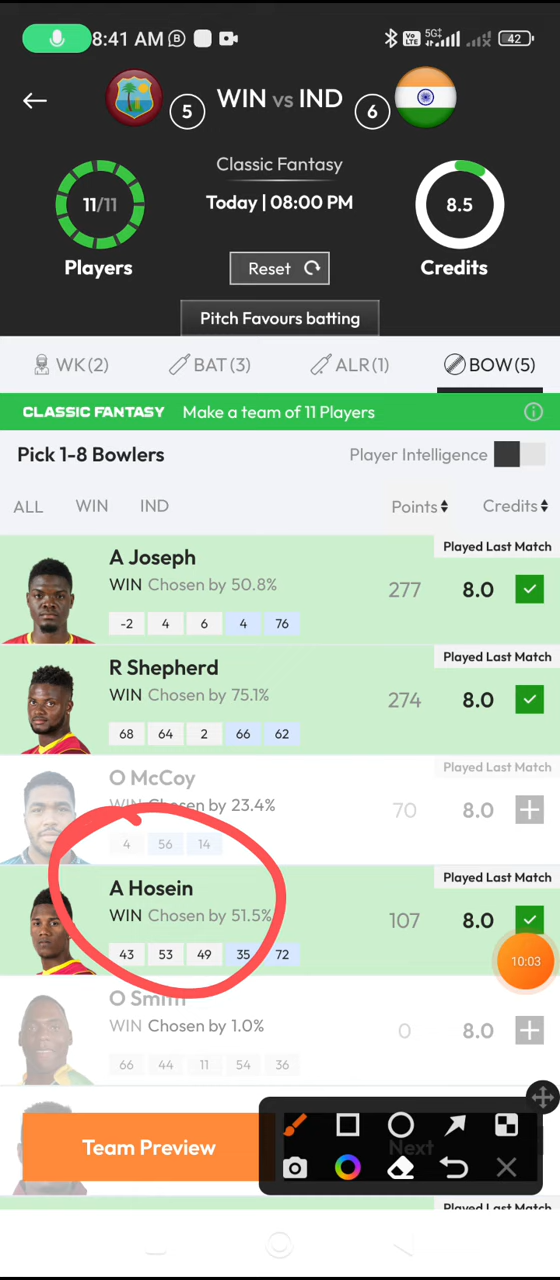 8:41 AM
Vo LTE
5G
42
5 WIN vs IND 6
Classic Fantasy
11/11
Today | 08:00 PM
8.5
Players
Reset
Credits
Pitch Favours batting
WK(2)
BAT(3)
ALR(1)
BOW(5)
CLASSIC FANTASY Make a team of 11 Players
Pick 1-8 Bowlers
Player Intelligence
ALL
WIN
IND
Points
Credits
Played Last Match
A Joseph
WIN Chosen by 50.8%
277
8.0
-2 4 6 4 76
Played Last Match
R Shepherd
WIN Chosen by 75.1%
274
8.0
68 64 2 66 62
Played Last Match
O McCoy
WIN Chosen by 23.4%
70
8.0
4 56 14
Played Last Match
A Hosein
WIN Chosen by 51.5%
107
8.0
43 53 49 35 72
10:03
O Smith
WIN Chosen by 1.0%
0
8.0
66 44 11 54 36
Team Preview
Next
Played Last Match